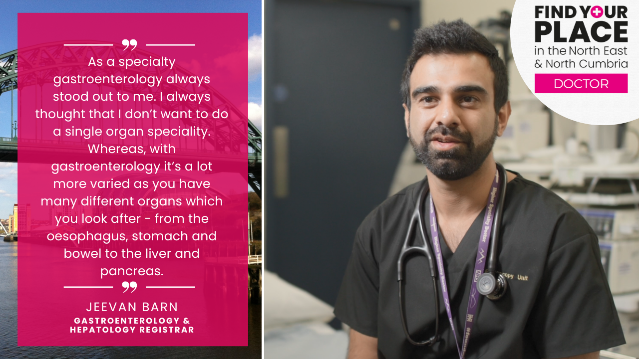 As a specialty
gastroenterology always
stood out to me. I always
thought that I don't want to do
a single organ speciality.
Whereas, with
gastroenterology it's a lot
more varied as you have
many different organs which
you look after - from the
oesophagus, stomach and
bowel to the liver and
pancreas.
JEEVAN BARN
GASTROENTEROLOGY &
HEPATOLOGY REGISTRAR
FIND YOUR
PLACE
in the North East
& North Cumbria
DOCTOR
Unit